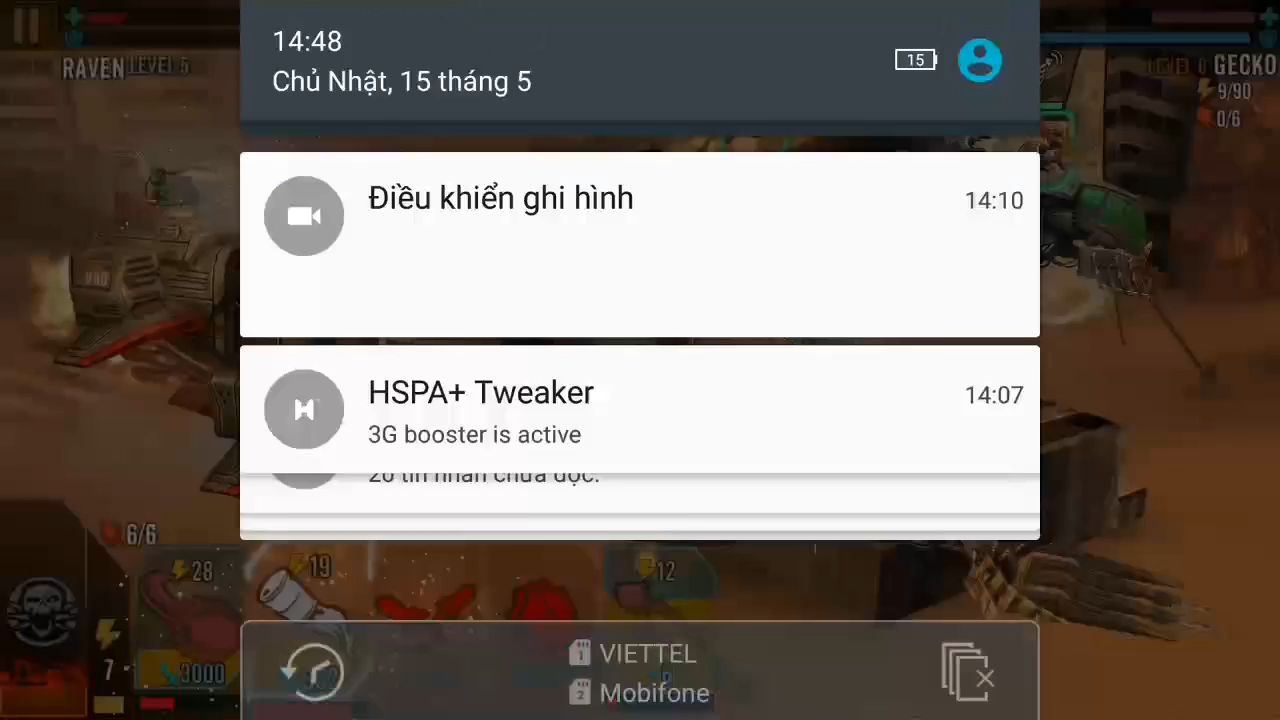 14:48
Chủ Nhật, 15 tháng 5
15
RAVEN LEVEL 5
GECKO
9/90
0/6
Điều khiển ghi hình
14:10
HSPA+ Tweaker
14:07
3G booster is active
20 tin nhắn chưa đọc.
6/6
28
19
12
7
3000
1 VIETTEL
2 Mobifone